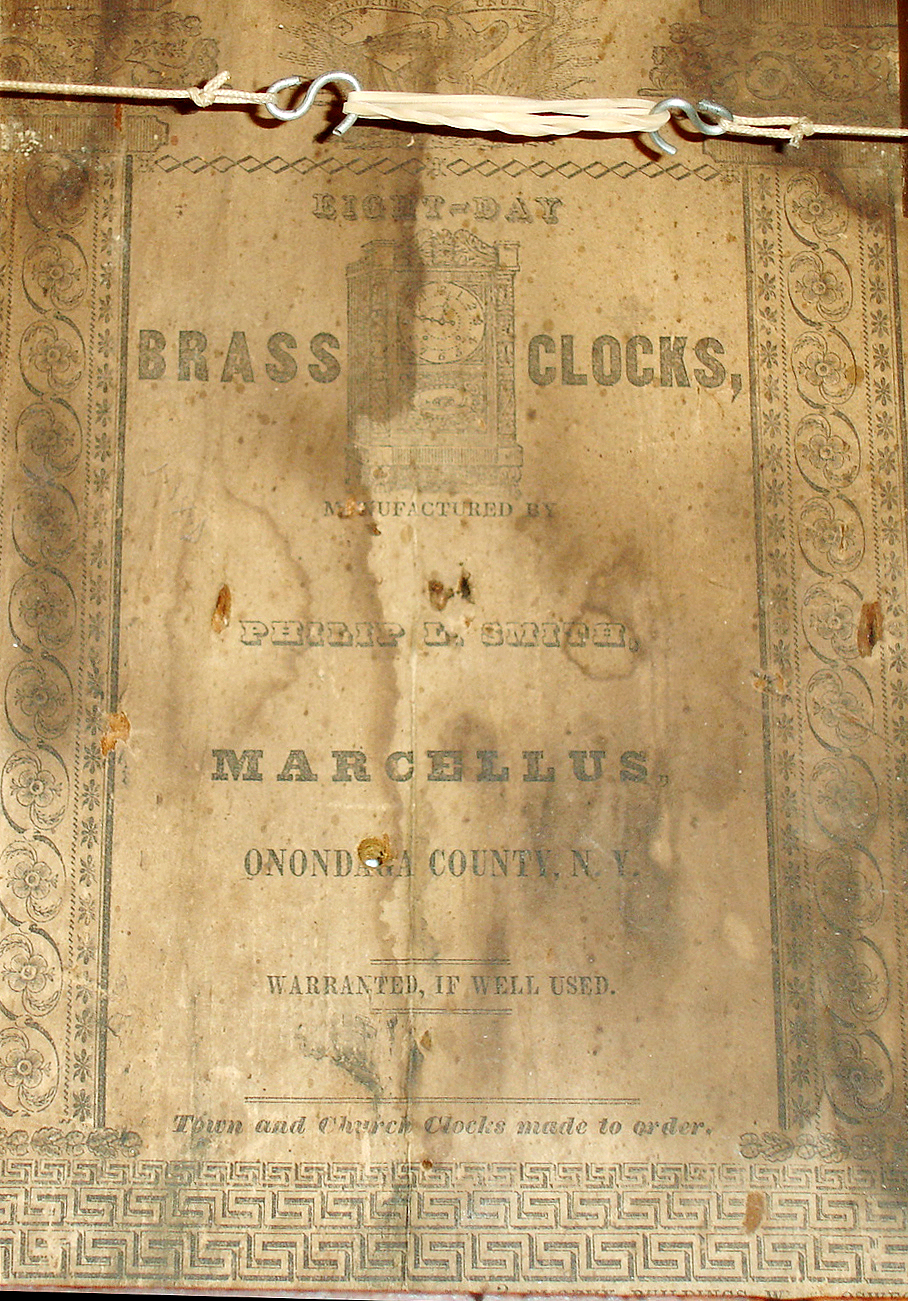 EIGHT-DAY
BRASS CLOCKS,
MANUFACTURED BY
PHILIP L. SMITH,
MARCELLUS,
ONONDAGA COUNTY, N. Y.
WARRANTED, IF WELL USED.
Town and Church Clocks made to order.
BUILDINGS, W.